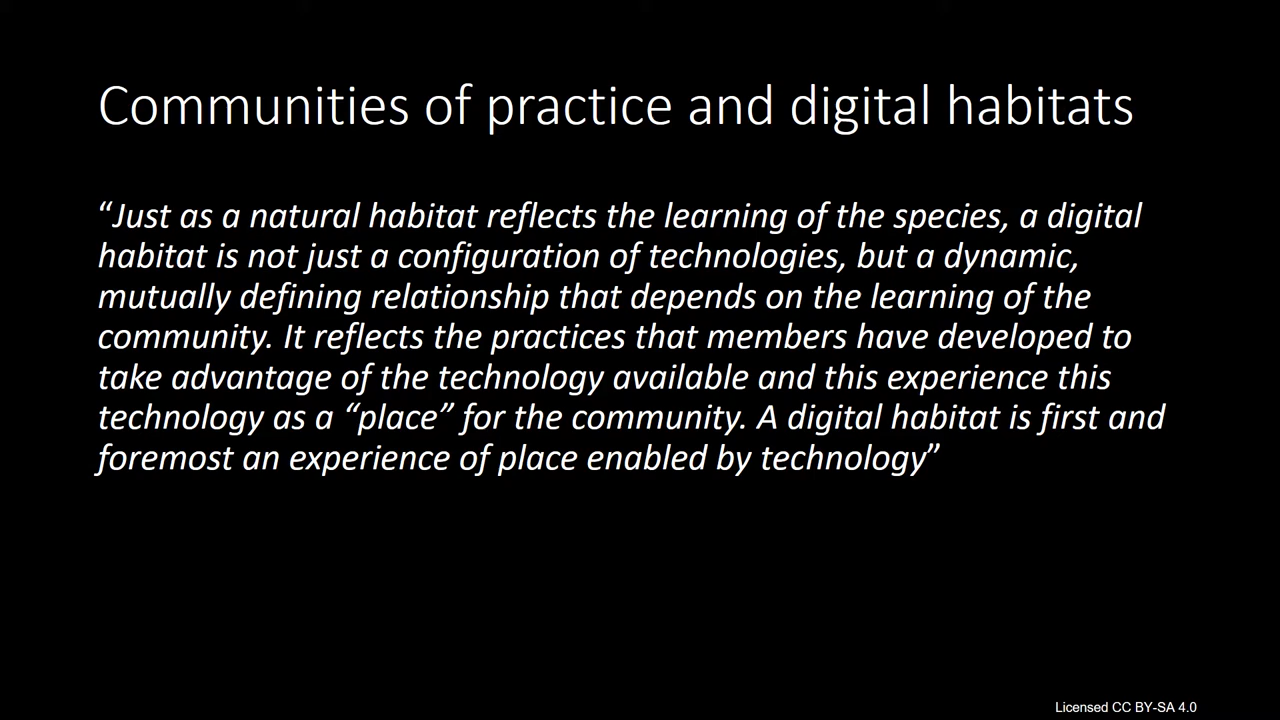 Communities of practice and digital habitats
“Just as a natural habitat reflects the learning of the species, a digital
habitat is not just a configuration of technologies, but a dynamic,
mutually defining relationship that depends on the learning of the
community. It reflects the practices that members have developed to
take advantage of the technology available and this experience this
technology as a “place” for the community. A digital habitat is first and
foremost an experience of place enabled by technology”
Licensed CC BY-SA 4.0